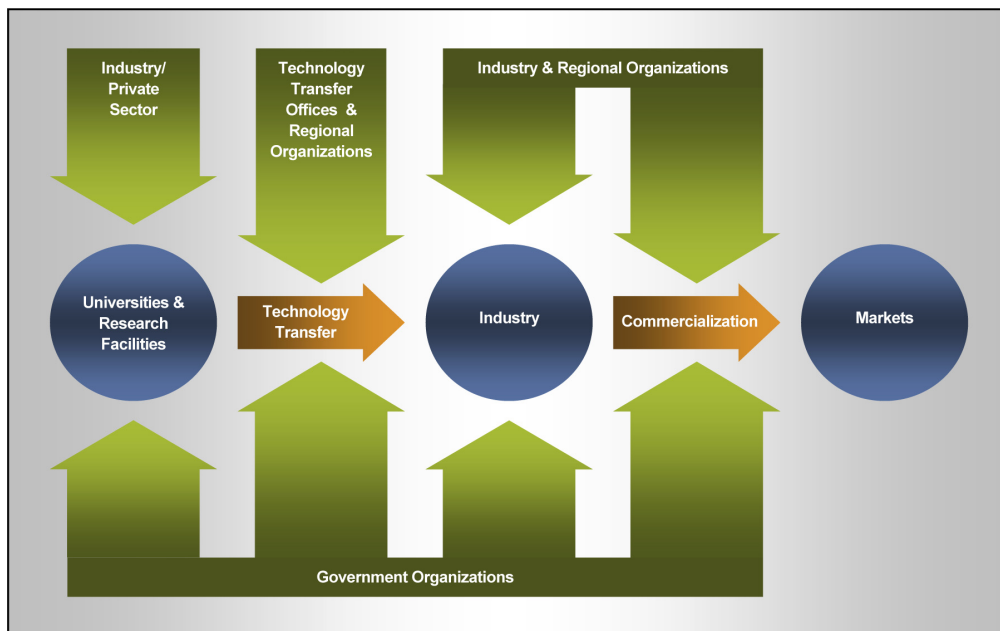 Industry/
Private
Sector
Technology
Transfer
Offices &
Regional
Organizations
Industry & Regional Organizations
Universities &
Research
Facilities
Technology
Transfer
Industry
Commercialization
Markets
Government Organizations